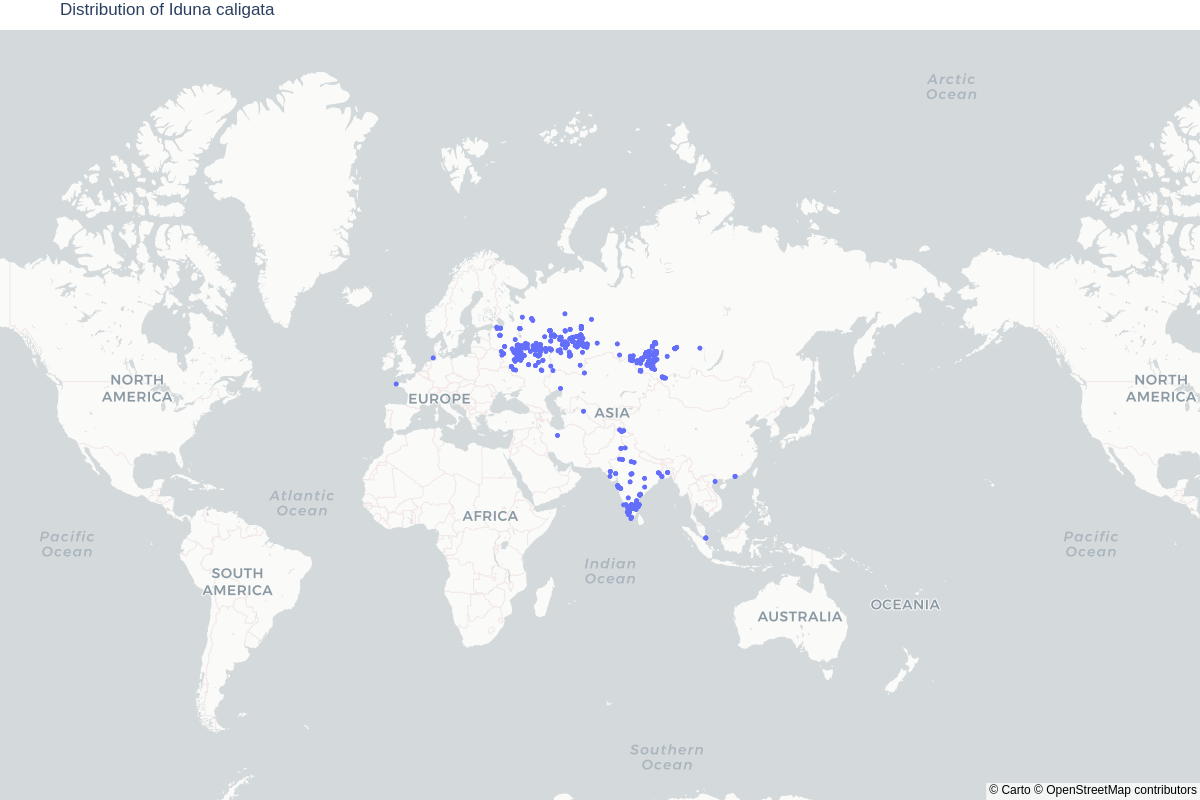 Distribution of Iduna caligata
Arctic
Ocean
NORTH
AMERICA
EUROPE
ASIA
NORTH
AMERICA
Atlantic
Ocean
AFRICA
Pacific
Ocean
Pacific
Ocean
Indian
Ocean
SOUTH
AMERICA
OCEANIA
AUSTRALIA
Southern
Ocean
© Carto © OpenStreetMap contributors